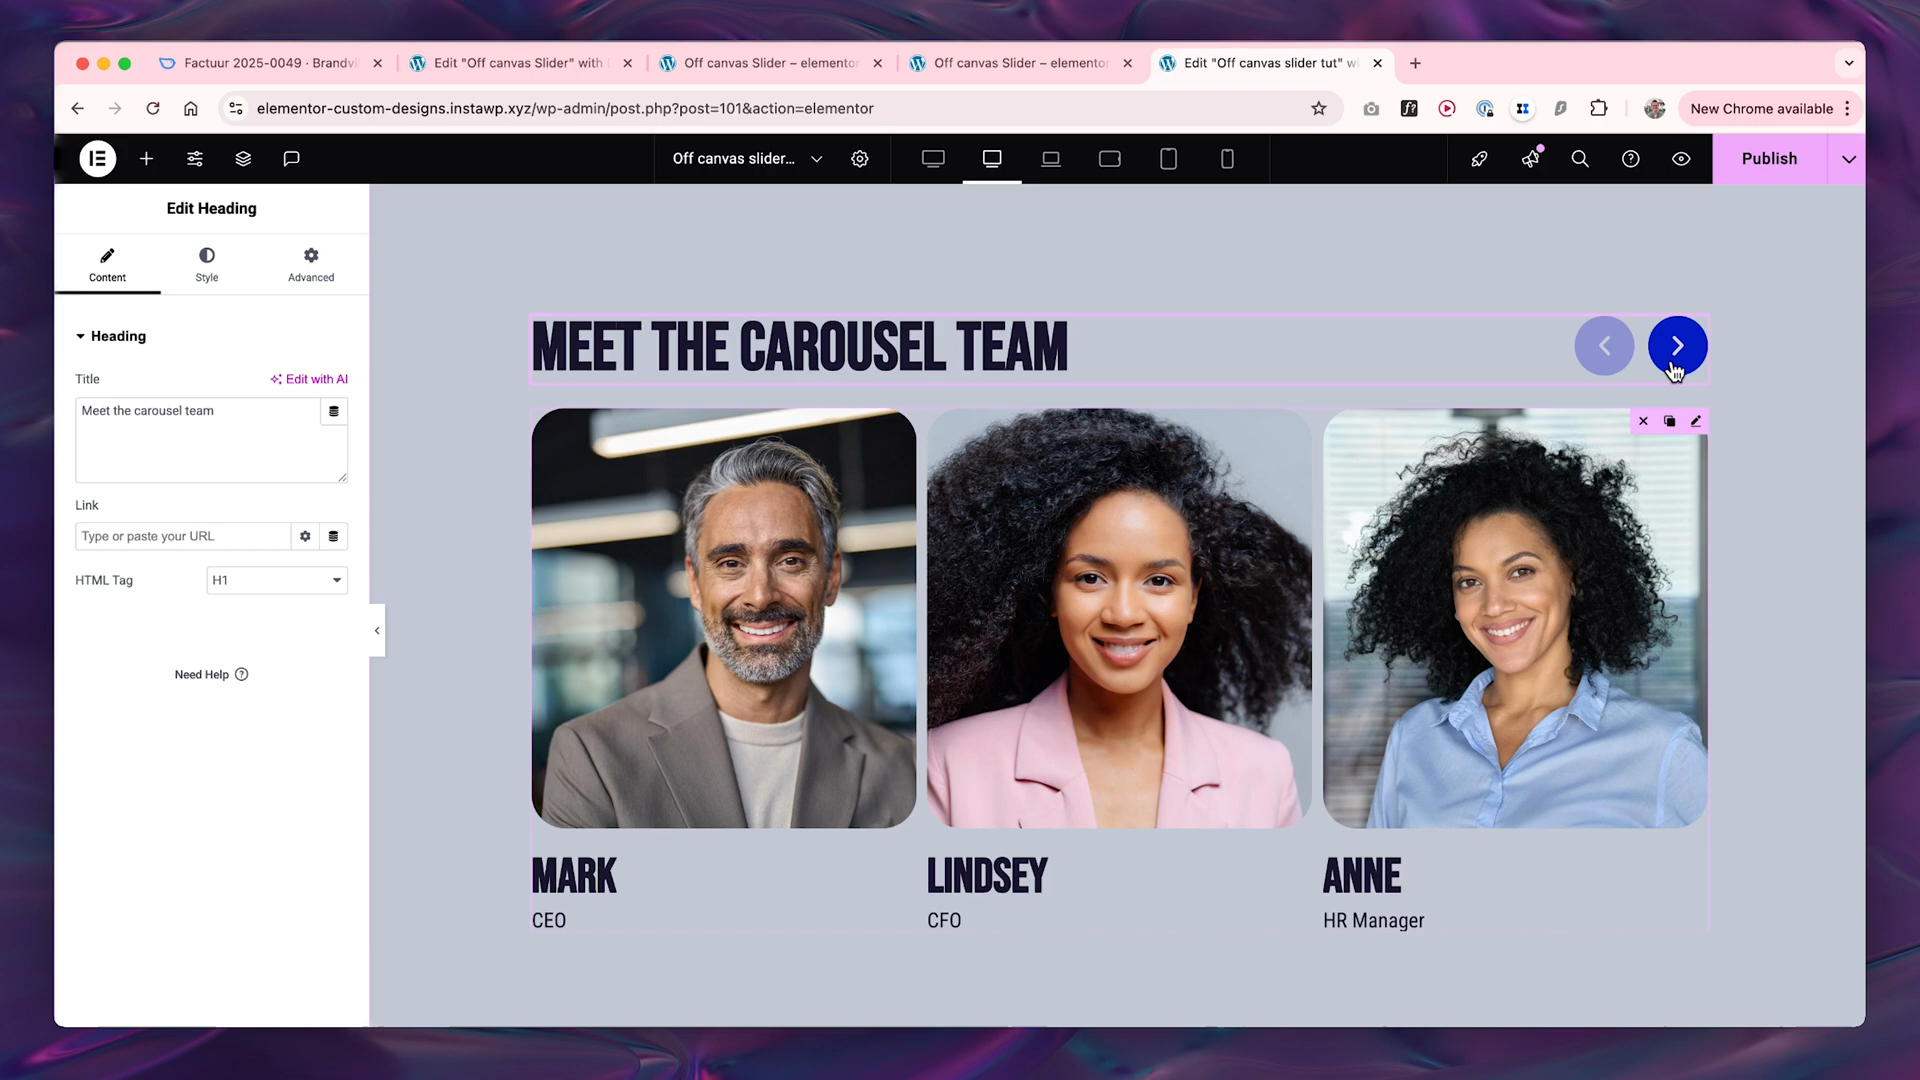 Factuur 2025-0049 · Brandvi
Edit "Off canvas Slider" with
Off canvas Slider – elementor
Off canvas Slider – elementor
Edit "Off canvas slider tut" wi
elementor-custom-designs.instawp.xyz/wp-admin/post.php?post=101&action=elementor
New Chrome available
Off canvas slider...
Publish
Edit Heading
Content
Style
Advanced
Heading
Title
Edit with AI
Meet the carousel team
Link
Type or paste your URL
HTML Tag
H1
Need Help
MEET THE CAROUSEL TEAM
MARK
CEO
LINDSEY
CFO
ANNE
HR Manager